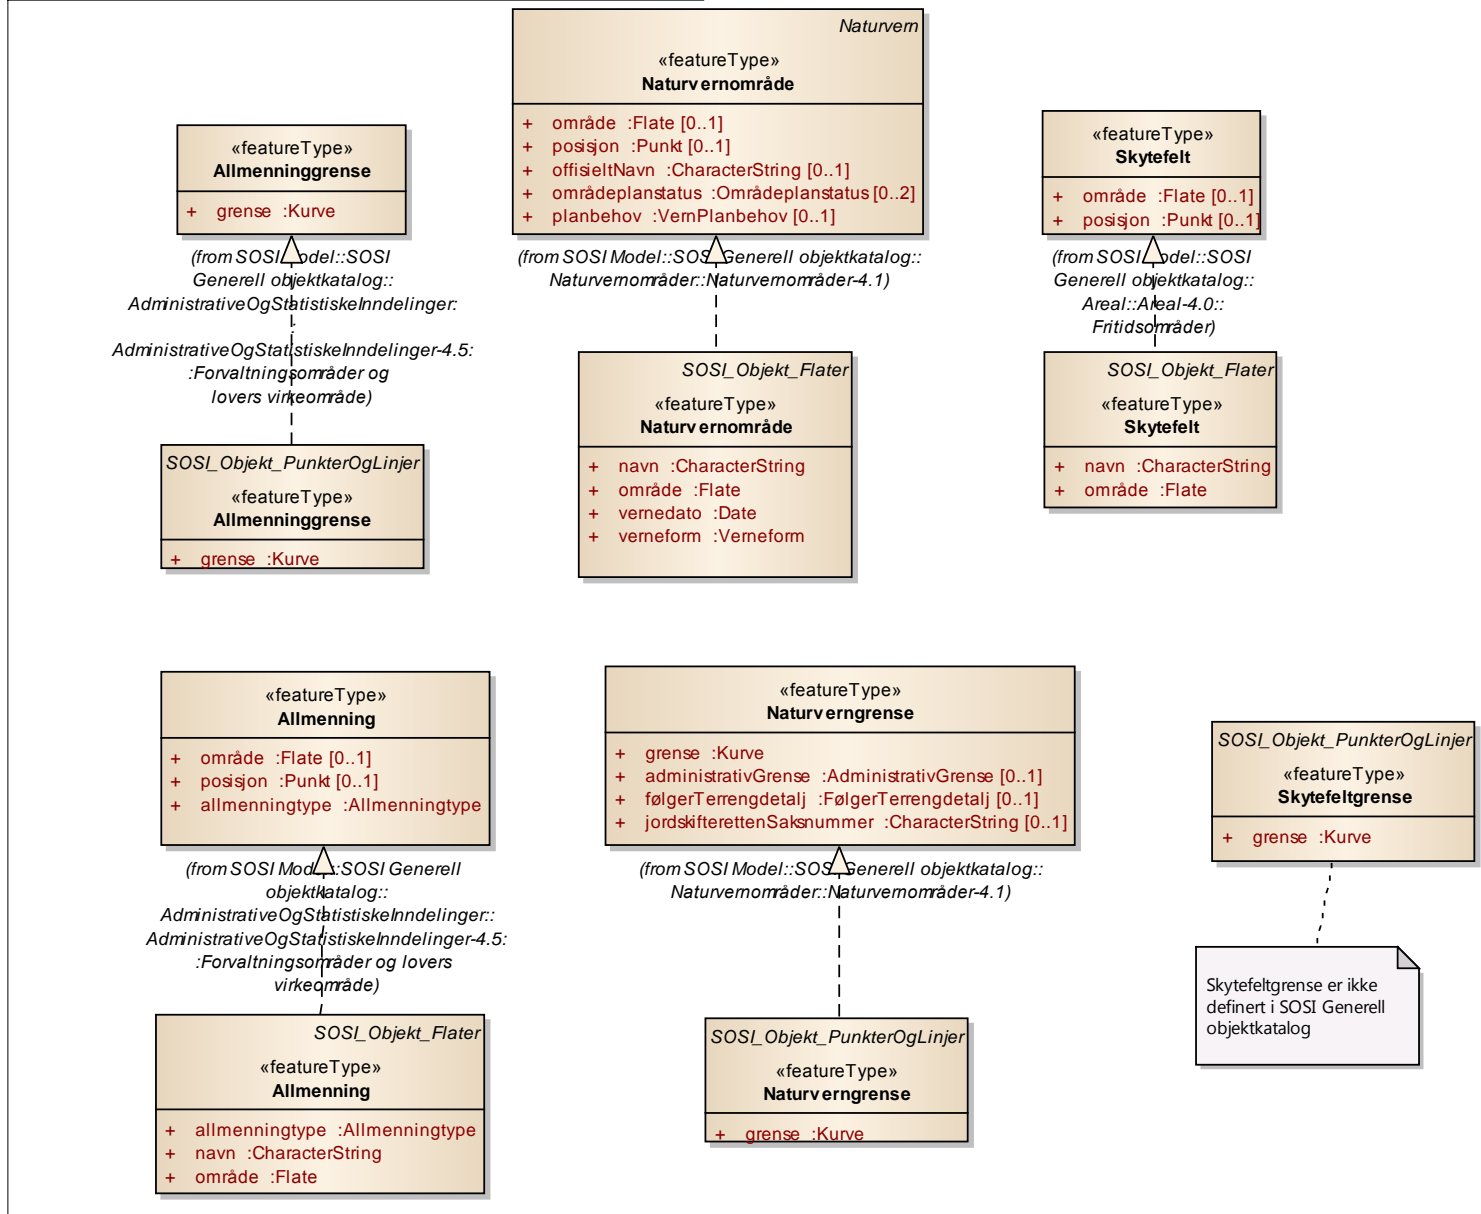 «featureType»
Allmenninggrense
+ grense :Kurve
(from SOSI Model::SOSI
Generell objektkatalog::
AdministrativeOgStatistiskeInndelinger:
:
AdministrativeOgStatistiskeInndelinger-4.5:
:Forvaltningsområder og
lovers virkeområde)
SOSI_Objekt_PunkterOgLinjer
«featureType»
Allmenninggrense
+ grense :Kurve
Naturvern
«featureType»
Naturvernområde
+ område :Flate [0..1]
+ posisjon :Punkt [0..1]
+ offisieltNavn :CharacterString [0..1]
+ områdeplanstatus :Områdeplanstatus [0..2]
+ planbehov :VernPlanbehov [0..1]
(from SOSI Model::SOSI Generell objektkatalog::
Naturvernområder::Naturvernområder-4.1)
SOSI_Objekt_Flater
«featureType»
Naturvernområde
+ navn :CharacterString
+ område :Flate
+ vernedato :Date
+ verneform :Verneform
«featureType»
Skytefelt
+ område :Flate [0..1]
+ posisjon :Punkt [0..1]
(from SOSI Model::SOSI
Generell objektkatalog::
Areal::Areal-4.0::
Fritidsområder)
SOSI_Objekt_Flater
«featureType»
Skytefelt
+ navn :CharacterString
+ område :Flate
«featureType»
Allmenning
+ område :Flate [0..1]
+ posisjon :Punkt [0..1]
+ allmenningtype :Allmenningtype
(from SOSI Model::SOSI Generell
objektkatalog::
AdministrativeOgStatistiskeInndelinger::
AdministrativeOgStatistiskeInndelinger-4.5:
:Forvaltningsområder og lovers
virkeområde)
SOSI_Objekt_Flater
«featureType»
Allmenning
+ allmenningtype :Allmenningtype
+ navn :CharacterString
+ område :Flate
«featureType»
Naturverngrense
+ grense :Kurve
+ administrativGrense :AdministrativGrense [0..1]
+ følgerTerrengdetalj :FølgerTerrengdetalj [0..1]
+ jordskifterettenSaksnummer :CharacterString [0..1]
(from SOSI Model::SOSI Generell objektkatalog::
Naturvernområder::Naturvernområder-4.1)
SOSI_Objekt_PunkterOgLinjer
«featureType»
Naturverngrense
+ grense :Kurve
SOSI_Objekt_PunkterOgLinjer
«featureType»
Skytefeltgrense
+ grense :Kurve
Skytefeltgrense er ikke
definert i SOSI Generell
objektkatalog